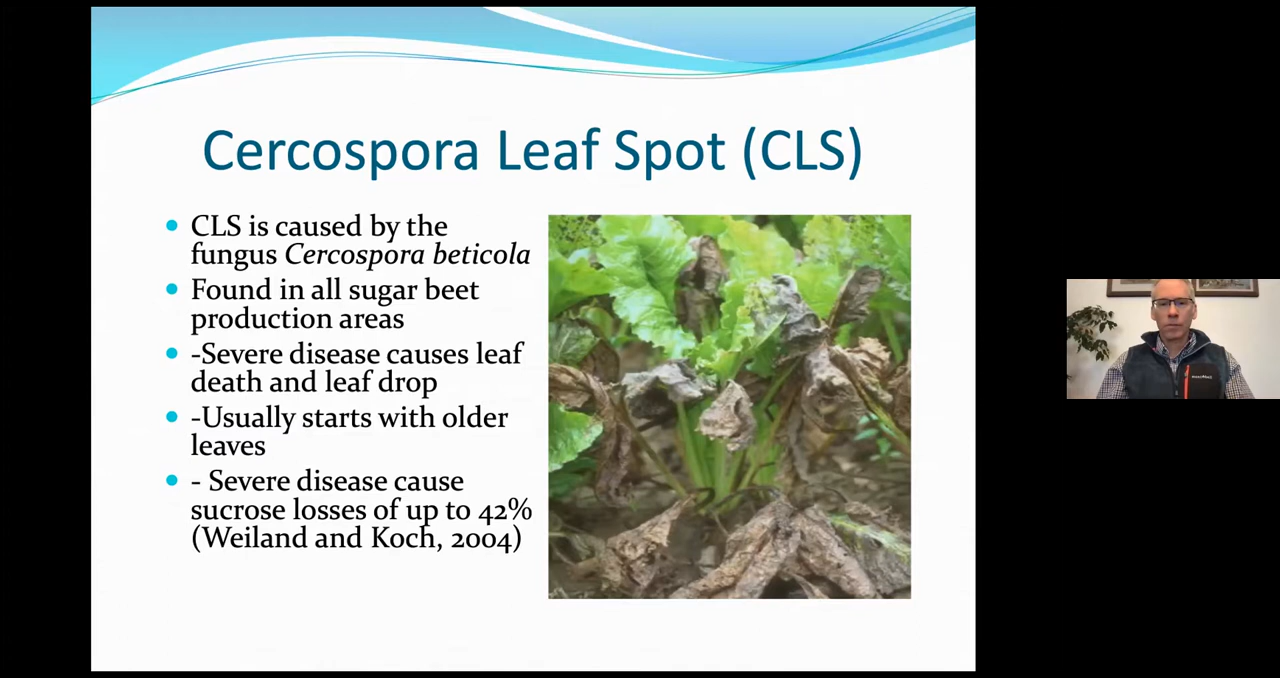 Cercospora Leaf Spot (CLS)
CLS is caused by the
fungus Cercospora beticola
Found in all sugar beet
production areas
-Severe disease causes leaf
death and leaf drop
-Usually starts with older
leaves
- Severe disease cause
sucrose losses of up to 42%
(Weiland and Koch, 2004)